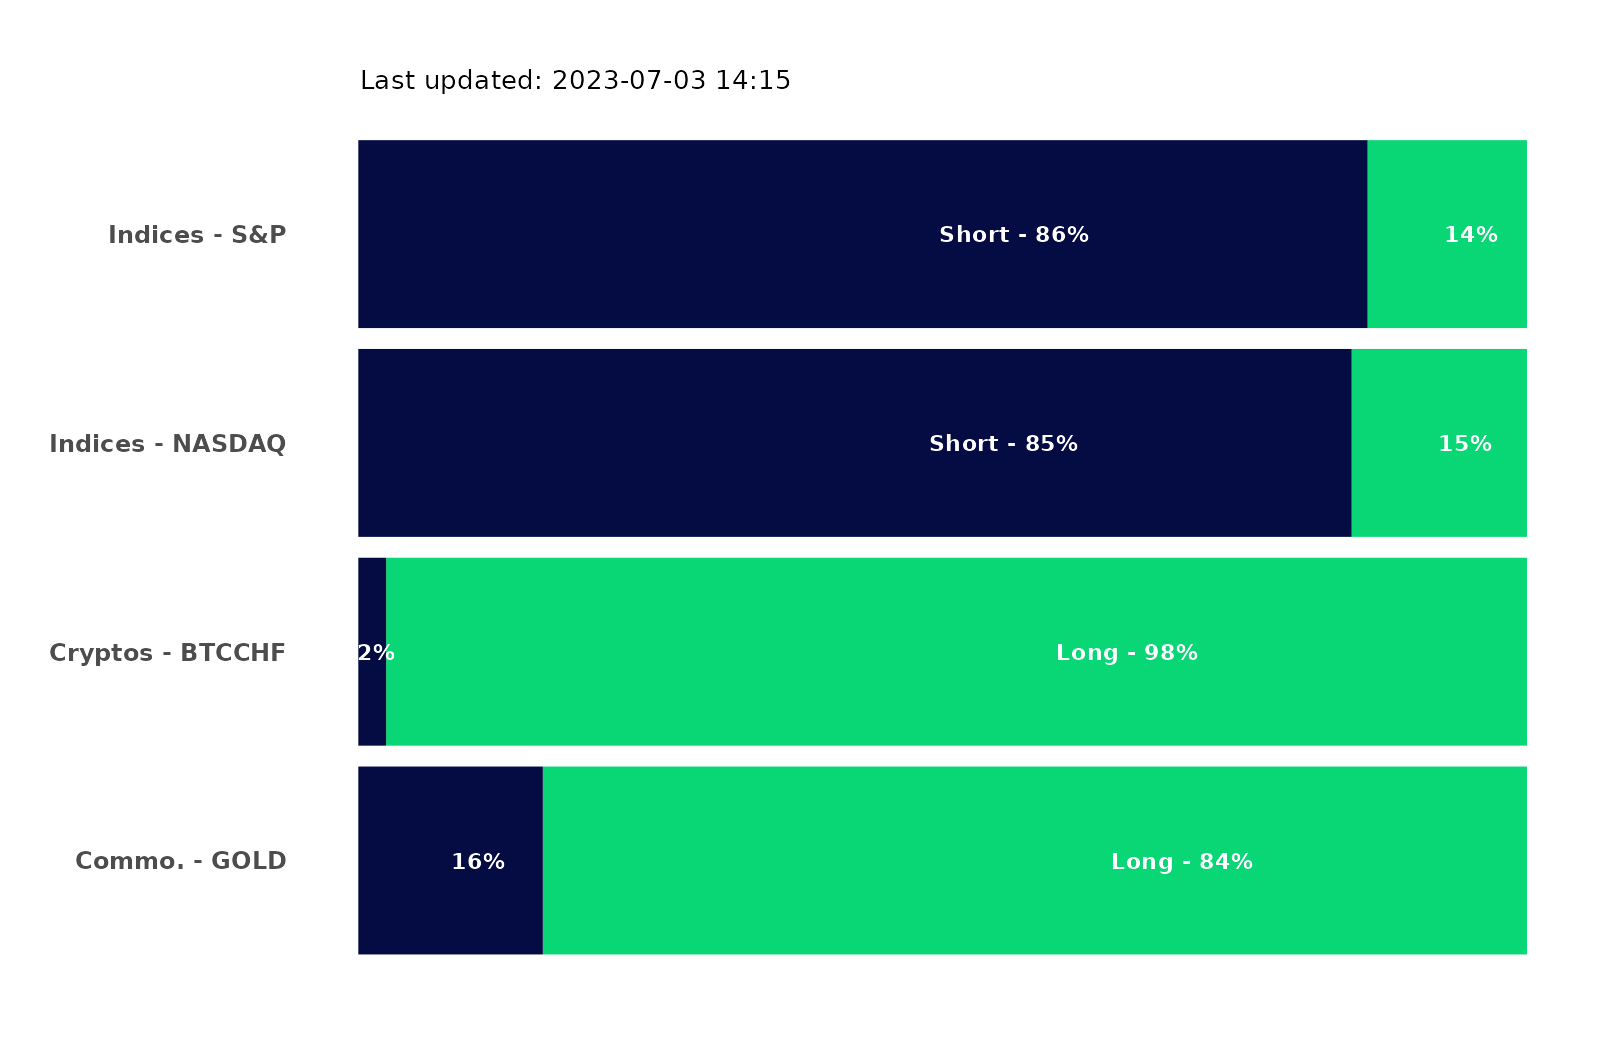 Last updated: 2023-07-03 14:15
Indices - S&P Short - 86% 14%
Indices - NASDAQ Short - 85% 15%
Cryptos - BTCCHF 2% Long - 98%
Commo. - GOLD 16% Long - 84%